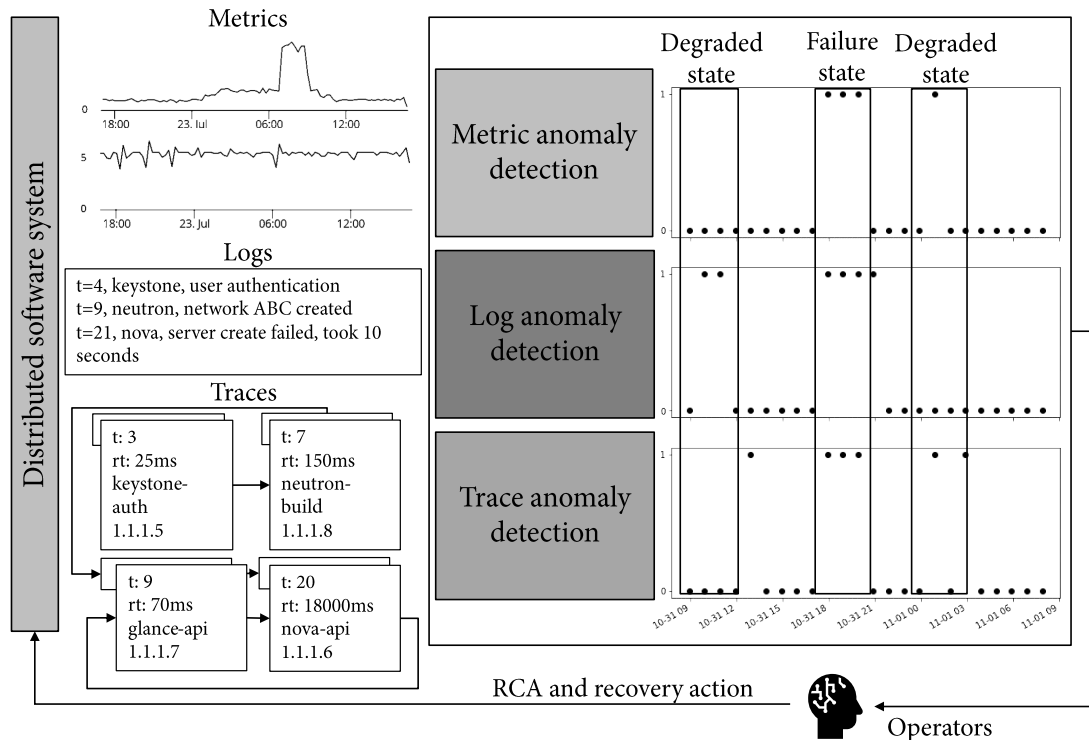 Distributed software system
Metrics
0
18:00
23. Jul
06:00
12:00
5
0
18:00
23. Jul
06:00
12:00
Logs
t=4, keystone, user authentication
t=9, neutron, network ABC created
t=21, nova, server create failed, took 10
seconds
Traces
t: 3
rt: 25ms
keystone-
auth
1.1.1.5
t: 7
rt: 150ms
neutron-
build
1.1.1.8
t: 9
rt: 70ms
glance-api
1.1.1.7
t: 20
rt: 18000ms
nova-api
1.1.1.6
Degraded
state
Failure
state
Degraded
state
Metric anomaly
detection
1
0
Log anomaly
detection
1
0
Trace anomaly
detection
1
0
10-31 09
10-31 12
10-31 15
10-31 18
10-31 21
11-01 00
11-01 03
11-01 06
11-01 09
RCA and recovery action
Operators